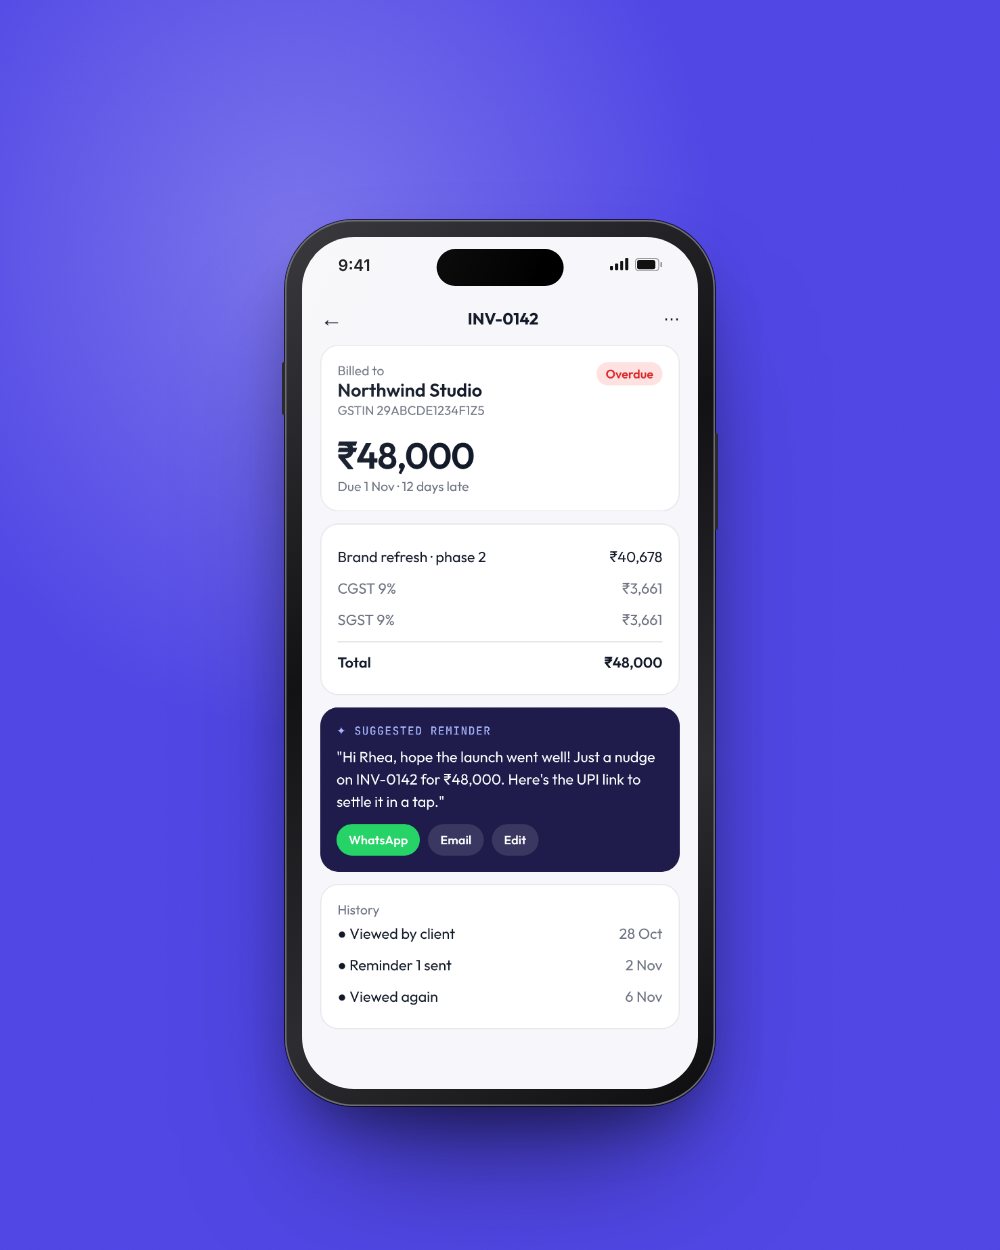 9:41
← INV-0142 ···
Billed to
Overdue
Northwind Studio
GSTIN 29ABCDE1234F1Z5
₹48,000
Due 1 Nov · 12 days late
Brand refresh · phase 2 ₹40,678
CGST 9% ₹3,661
SGST 9% ₹3,661
Total ₹48,000
✦ SUGGESTED REMINDER
"Hi Rhea, hope the launch went well! Just a nudge
on INV-0142 for ₹48,000. Here's the UPI link to
settle it in a tap."
WhatsApp Email Edit
History
● Viewed by client 28 Oct
● Reminder 1 sent 2 Nov
● Viewed again 6 Nov